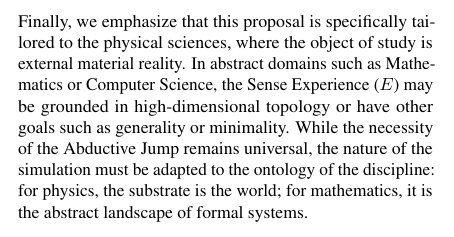 Finally, we emphasize that this proposal is specifically tai-
lored to the physical sciences, where the object of study is
external material reality. In abstract domains such as Mathe-
matics or Computer Science, the Sense Experience (E) may
be grounded in high-dimensional topology or have other
goals such as generality or minimality. While the necessity
of the Abductive Jump remains universal, the nature of the
simulation must be adapted to the ontology of the discipline:
for physics, the substrate is the world; for mathematics, it is
the abstract landscape of formal systems.